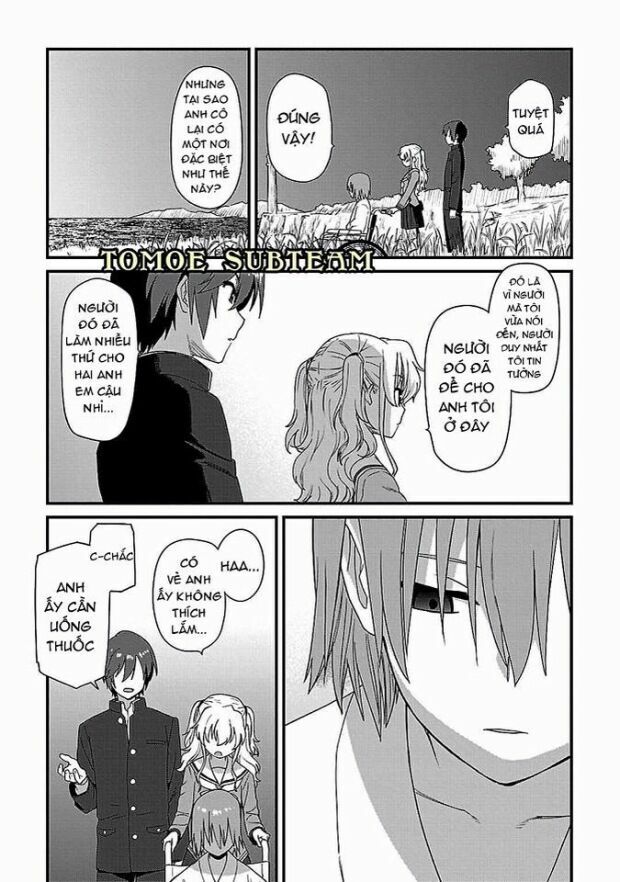 TUYỆT
QUÁ
ĐÚNG
VẬY!
NHƯNG
TẠI SAO
ANH CÔ
LẠI CÓ
MỘT NƠI
ĐẶC BIỆT
NHƯ THẾ
NÀY?
TOMOE SUBTEAM
ĐÓ LÀ
VÌ NGƯỜI
MÀ TÔI
VỪA NÓI
ĐẾN, NGƯỜI
DUY NHẤT
TÔI TIN
TƯỞNG
NGƯỜI
ĐÓ ĐÃ
ĐỀ CHO
ANH TÔI
Ở ĐÂY
NGƯỜI
ĐÓ ĐÃ
LÀM NHIỀU
THỨ CHO
HAI ANH
EM CẬU
NHỈ...
HAA...
CÓ
VẺ ANH
ẤY KHÔNG
THÍCH
LẮM...
C-CHẮC
ANH
ẤY CẦN
UỐNG
THUỐC